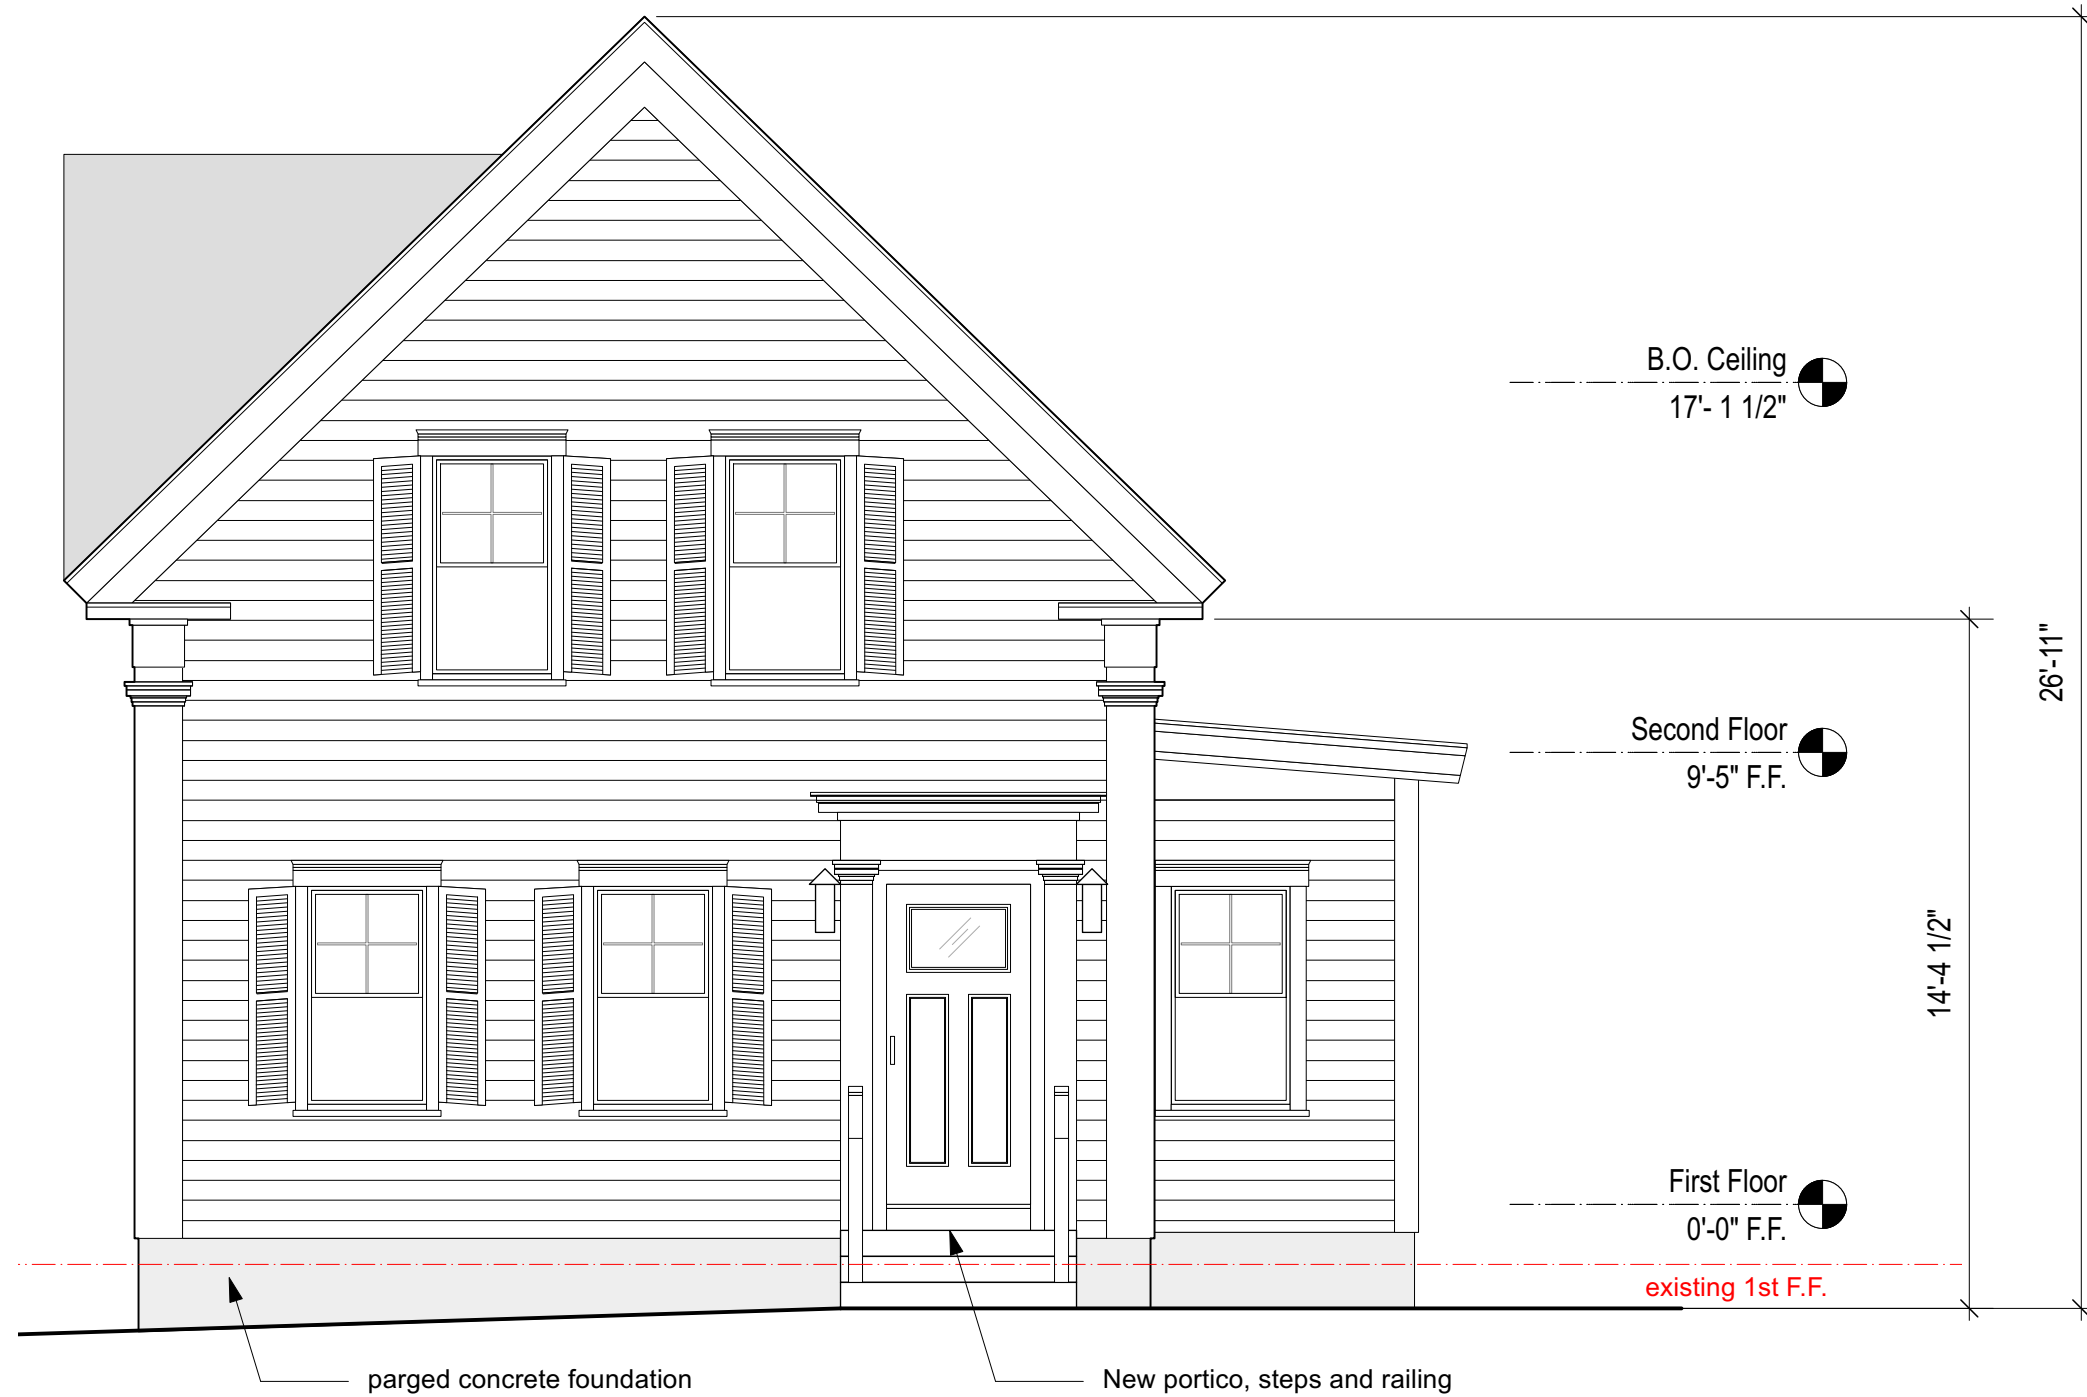 B.O. Ceiling
17'- 1 1/2"
26'-11"
Second Floor
9'-5" F.F.
14'-4 1/2"
First Floor
0'-0" F.F.
existing 1st F.F.
parged concrete foundation
New portico, steps and railing